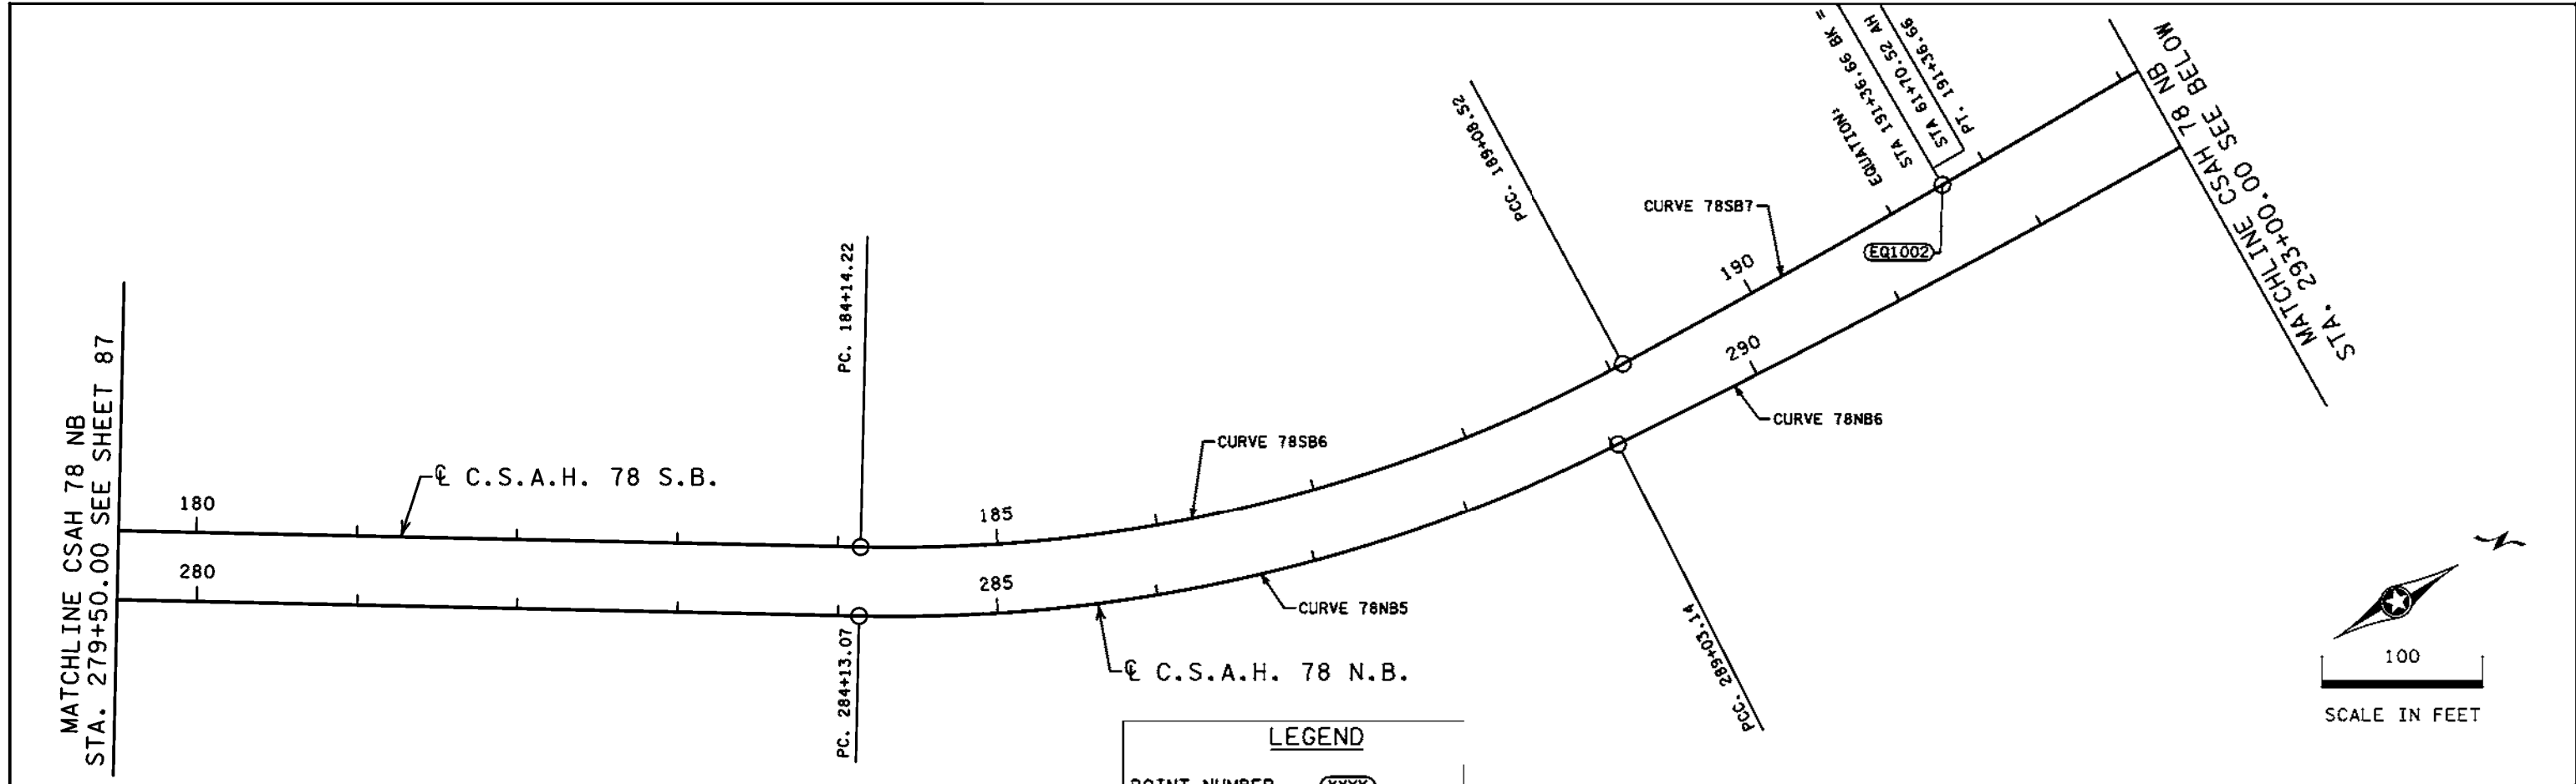 MATCHLINE CSAH 78 NB
STA. 279+50.00 SEE SHEET 87
180
280
℄ C.S.A.H. 78 S.B.
PC. 184+14.22
PC. 284+13.07
185
285
CURVE 78SB6
CURVE 78NB5
℄ C.S.A.H. 78 N.B.
PCC. 189+08.52
PCC. 289+03.14
190
290
CURVE 78SB7
CURVE 78NB6
EQUATION:
STA 191+36.66 BK =
STA 61+70.52 AH
PT. 191+36.66
EQ1002
MATCHLINE CSAH 78 NB
STA. 293+00.00 SEE BELOW
N
100
SCALE IN FEET
LEGEND
POINT NUMBER XXXX